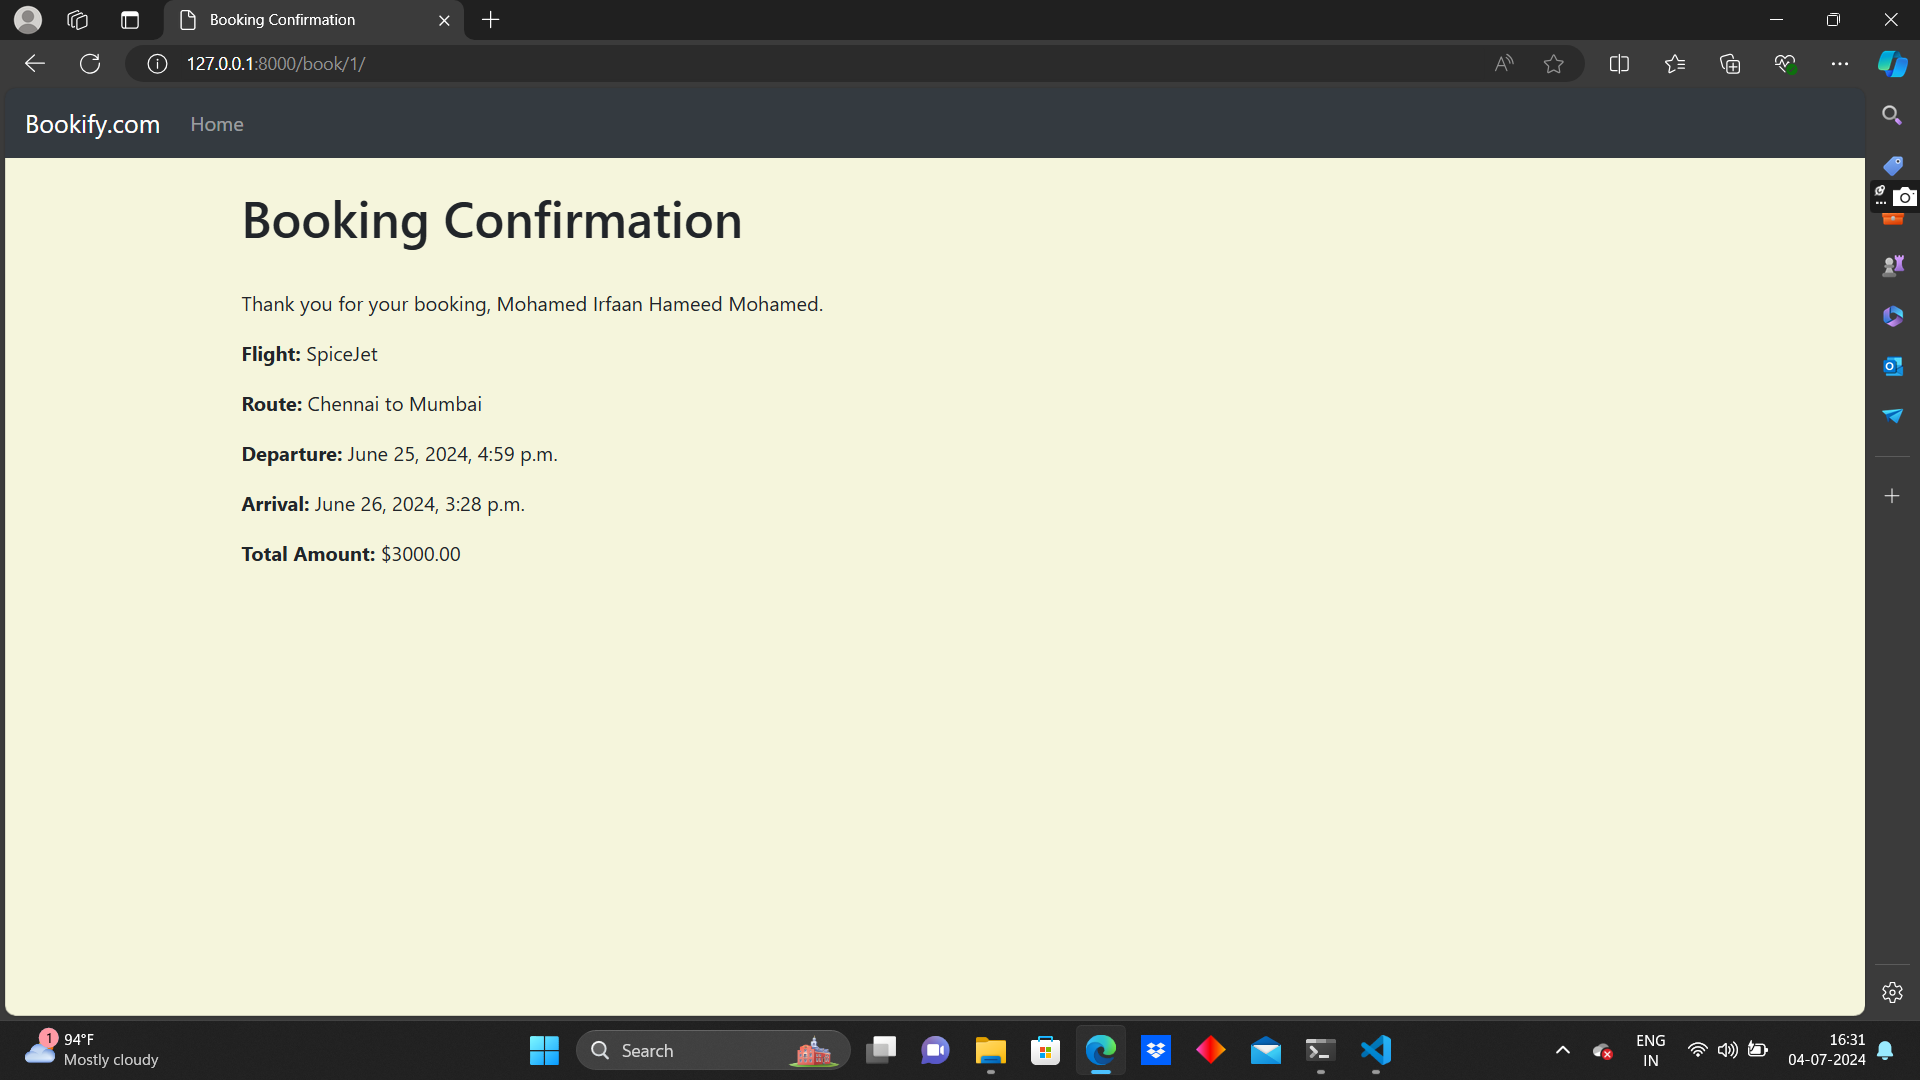 Booking Confirmation
127.0.0.1:8000/book/1/
Bookify.com Home
Booking Confirmation
Thank you for your booking, Mohamed Irfaan Hameed Mohamed.
Flight: SpiceJet
Route: Chennai to Mumbai
Departure: June 25, 2024, 4:59 p.m.
Arrival: June 26, 2024, 3:28 p.m.
Total Amount: $3000.00
1
94°F
Mostly cloudy
Search
ENG
IN
16:31
04-07-2024